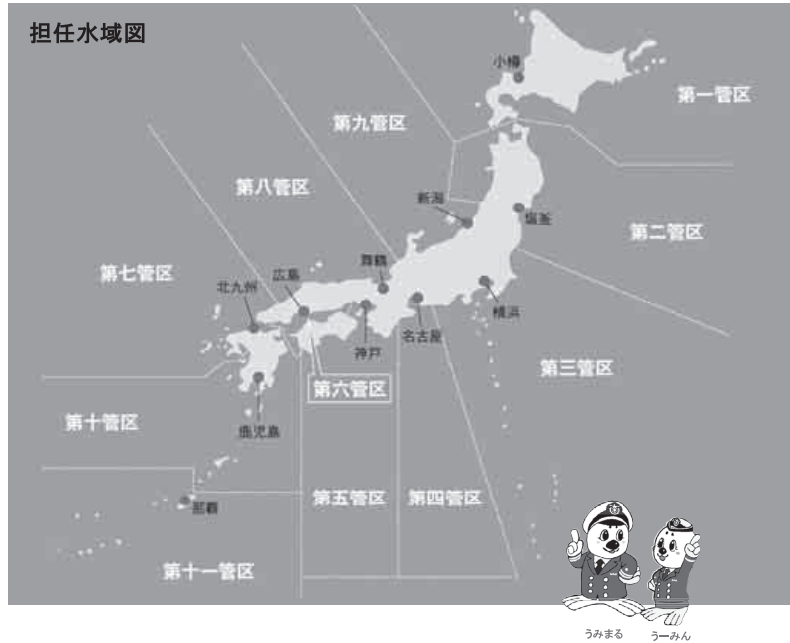 担任水域図
小樽
第一管区
第九管区
第八管区
新潟
塩釜
第二管区
第七管区
舞鶴
広島
北九州
横浜
名古屋
神戸
第三管区
第六管区
第十管区
鹿児島
第五管区
第四管区
那覇
第十一管区
うみまる
うーみん